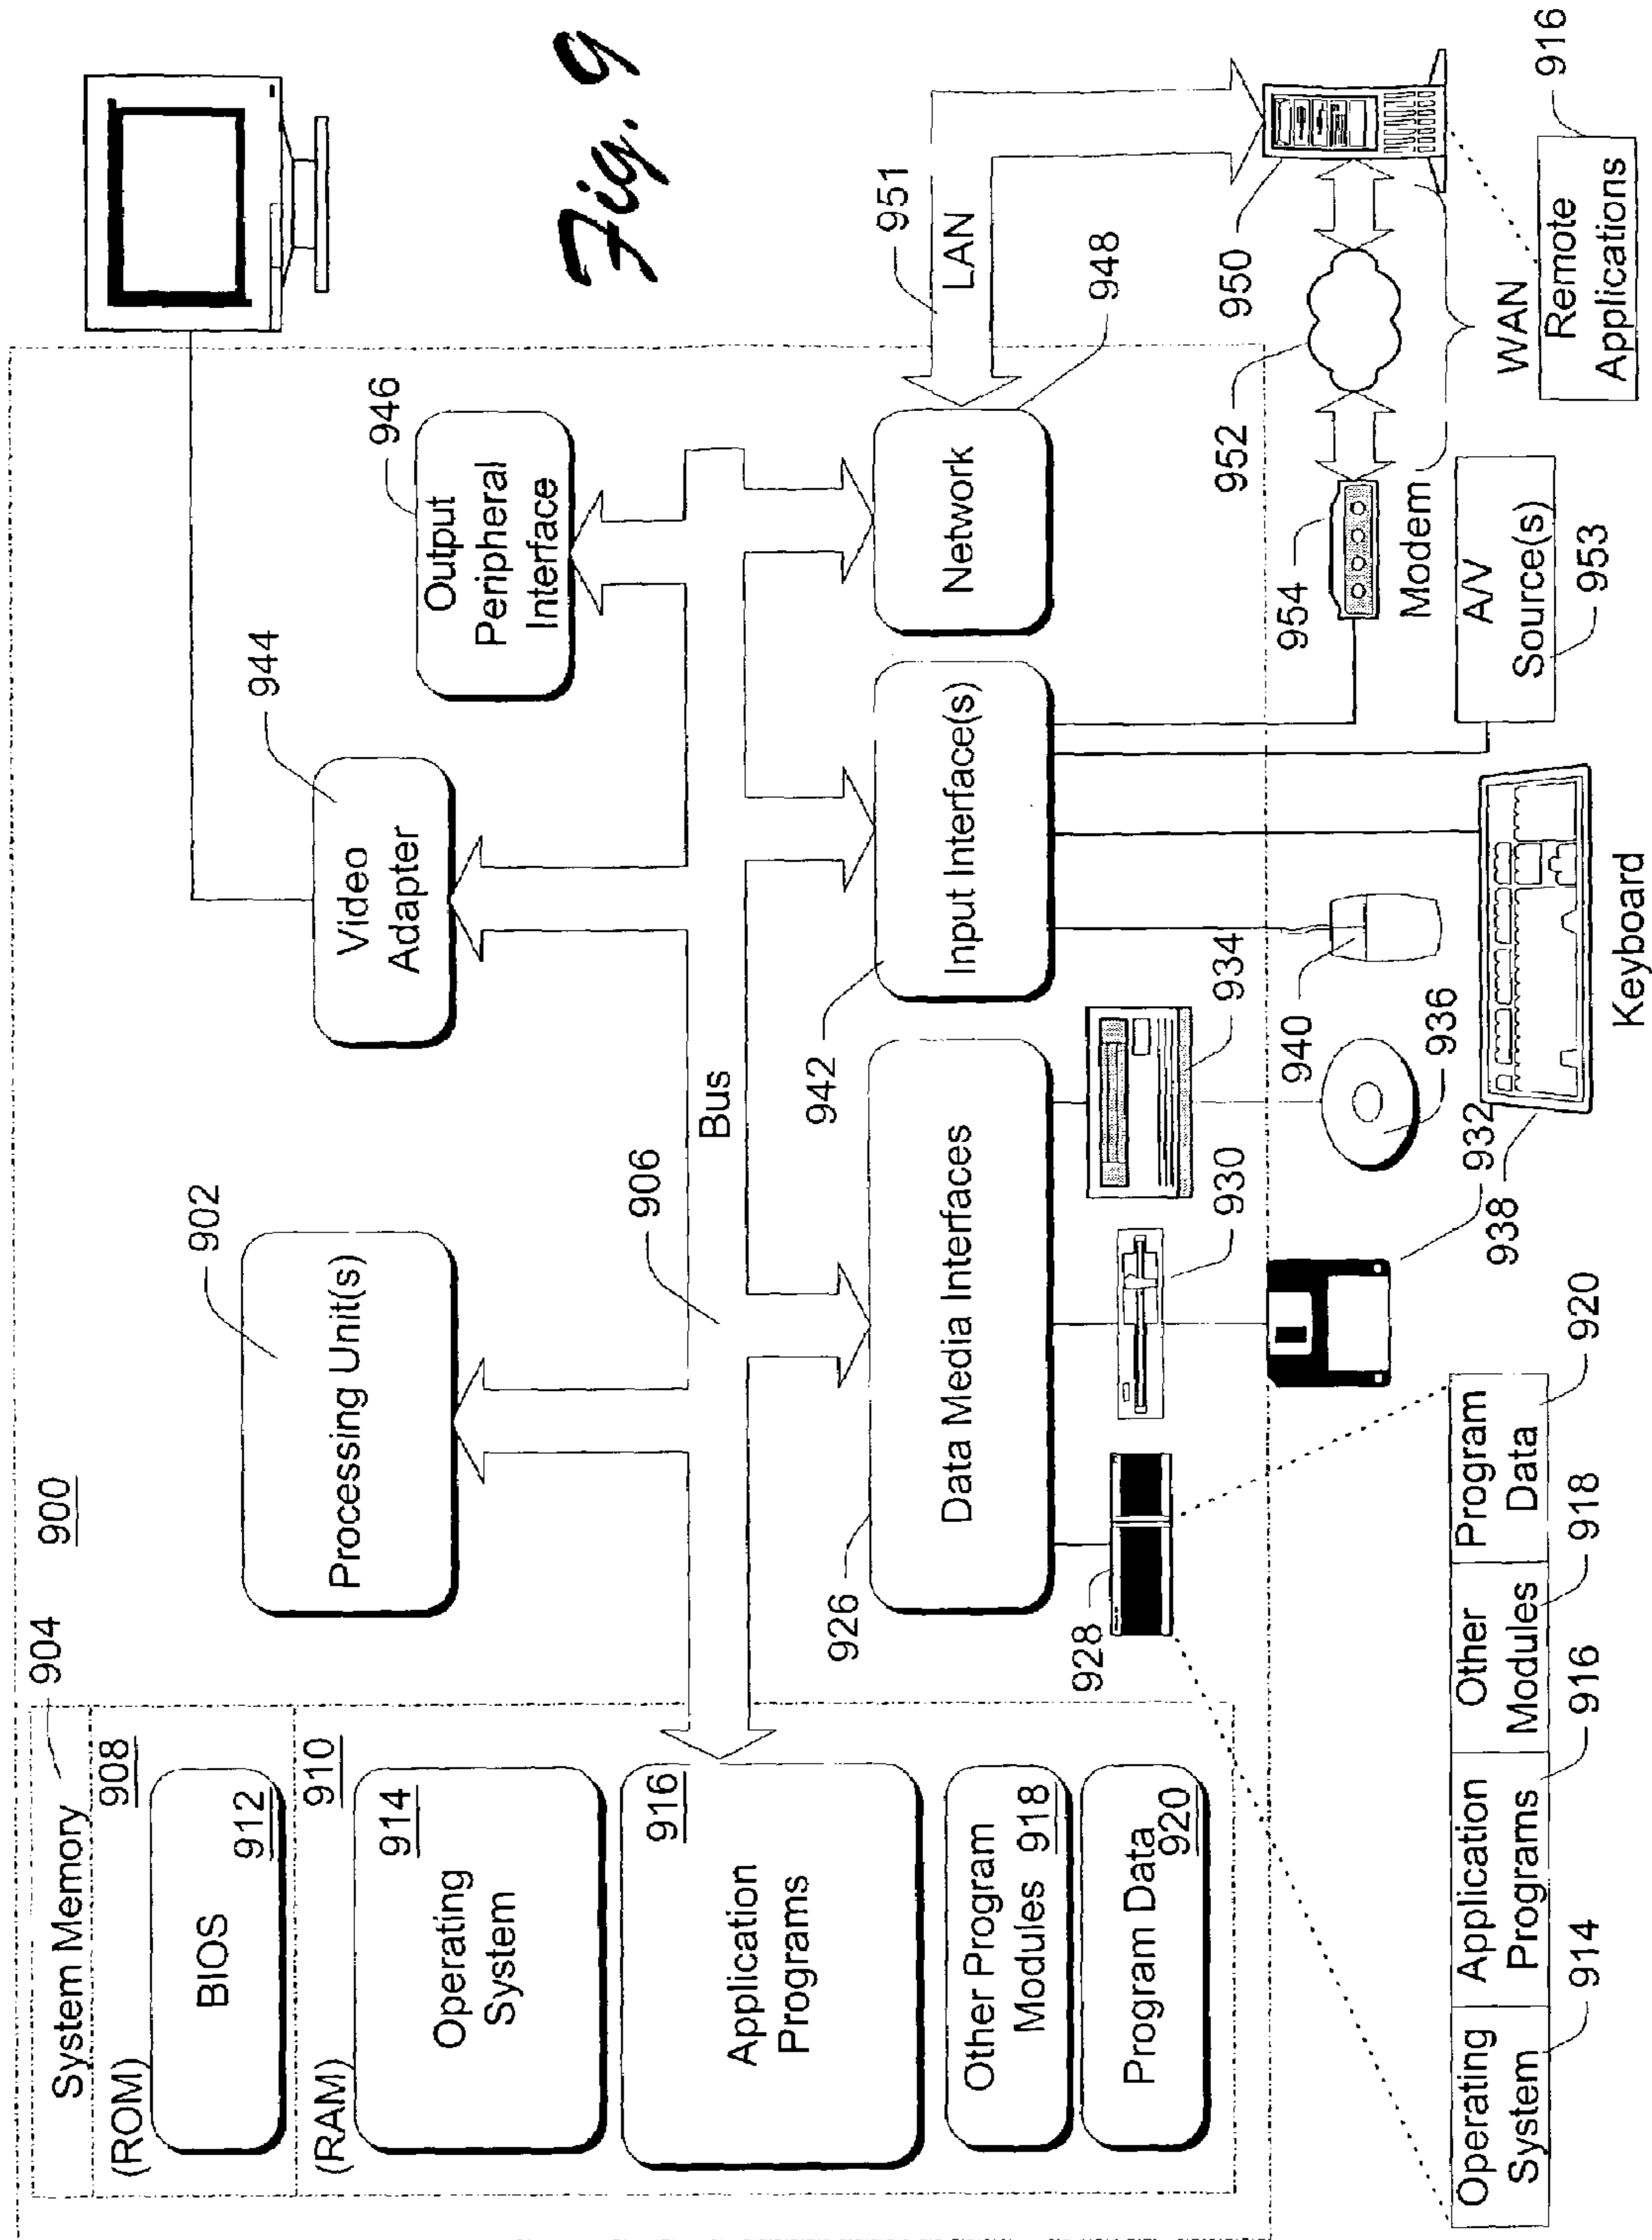 900
System Memory
904
(ROM)
908
BIOS
912
(RAM)
910
914
Operating
System
916
Application
Programs
Other Program
Modules 918
Program Data
920
902
Processing Unit(s)
906
Bus
944
Video
Adapter
946
Output
Peripheral
Interface
Fig. 9
926
Data Media Interfaces
942
Input Interface(s)
Network
948
951
LAN
928
930
934
932
936
940
938
Keyboard
954
Modem
952
950
WAN
A/V
Source(s)
953
Remote
Applications
916
Operating
System
914
Application
Programs
916
Other
Modules
918
Program
Data
920